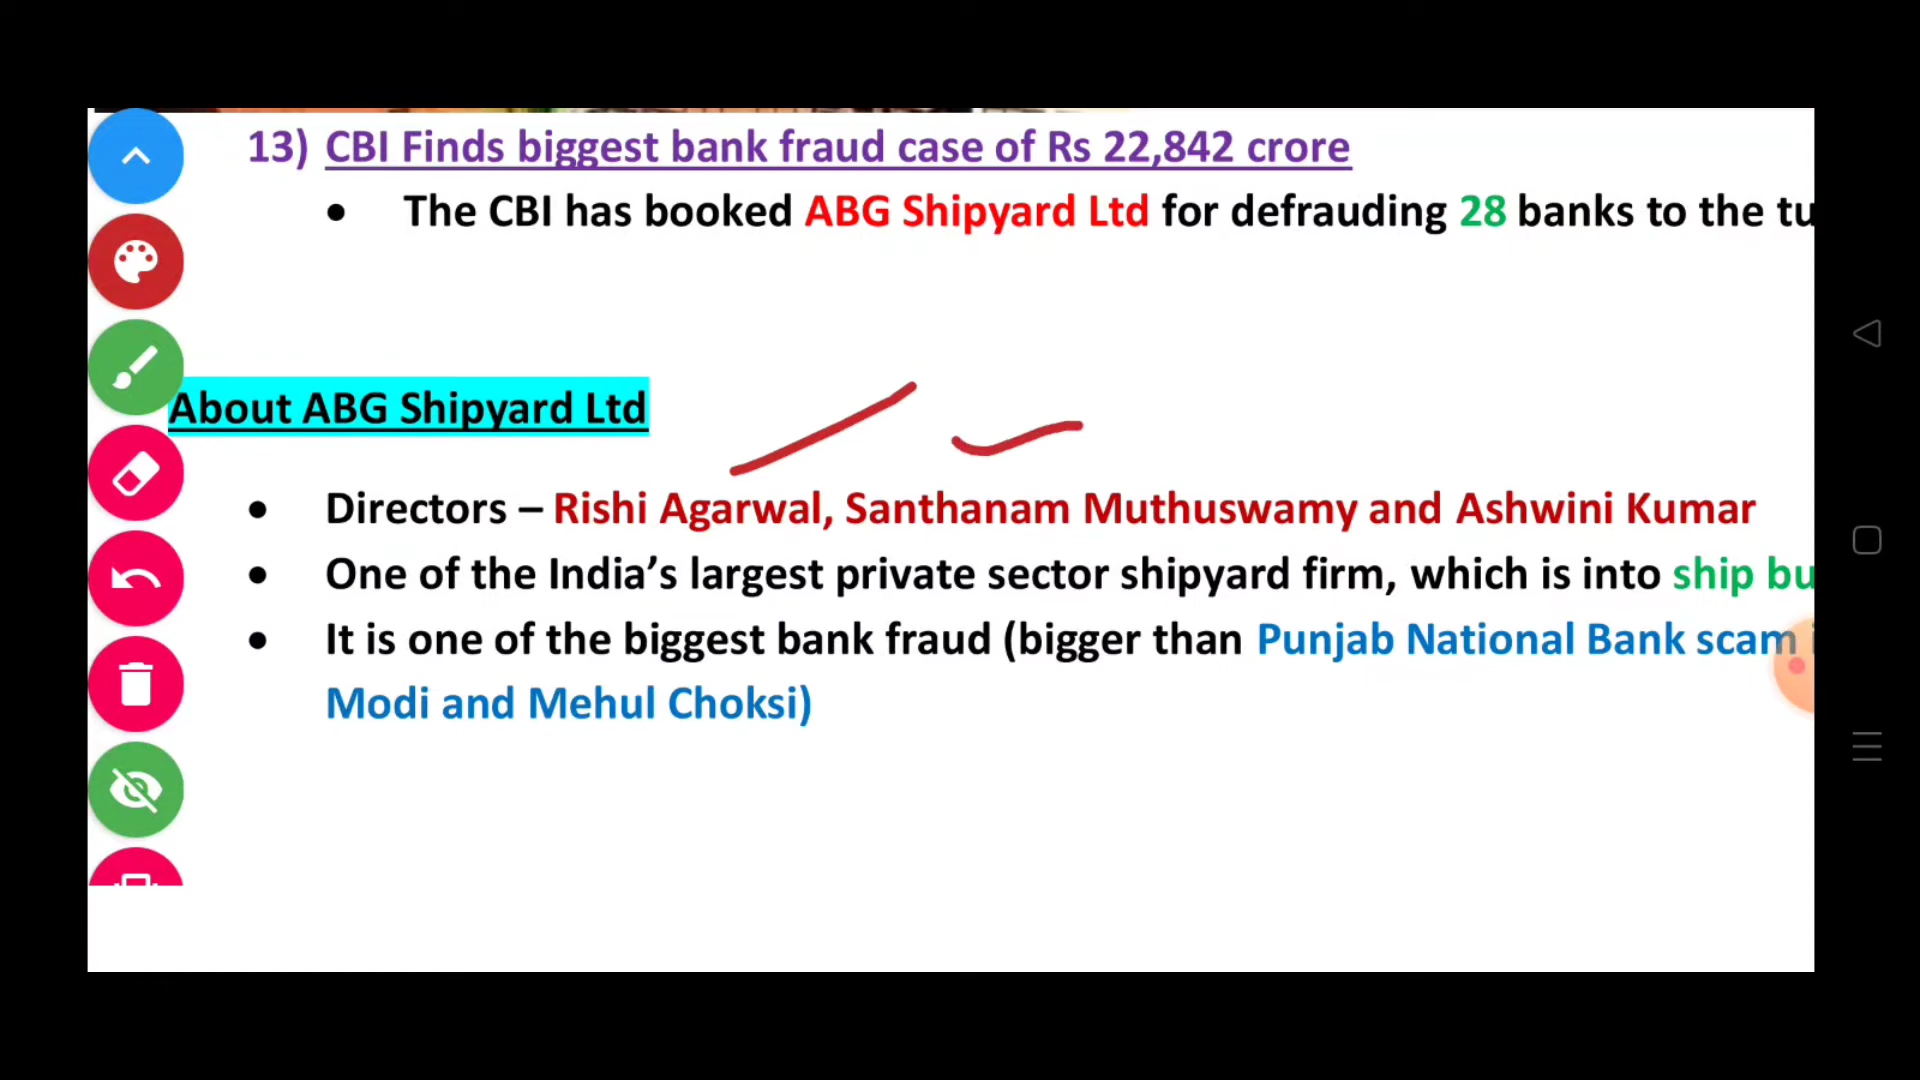 13) CBI Finds biggest bank fraud case of Rs 22,842 crore
• The CBI has booked ABG Shipyard Ltd for defrauding 28 banks to the tu
About ABG Shipyard Ltd
• Directors – Rishi Agarwal, Santhanam Muthuswamy and Ashwini Kumar
• One of the India’s largest private sector shipyard firm, which is into ship bu
• It is one of the biggest bank fraud (bigger than Punjab National Bank scam
Modi and Mehul Choksi)